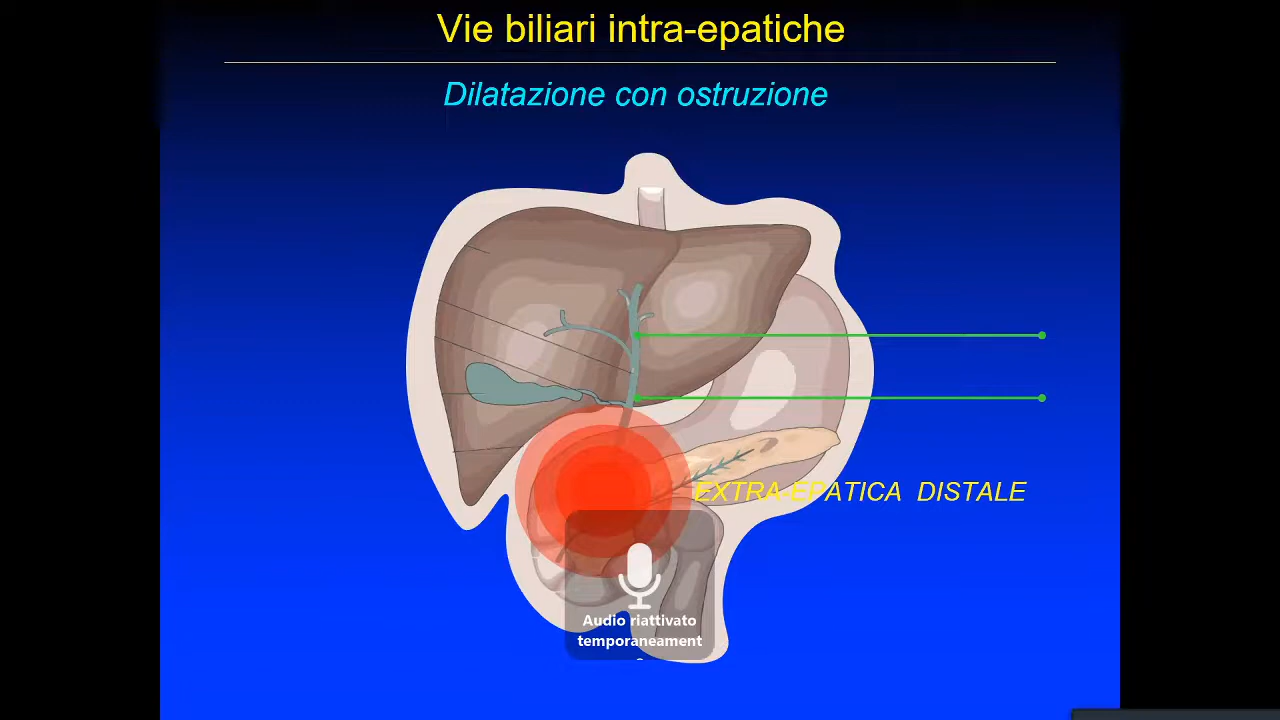 Vie biliari intra-epatiche
Dilatazione con ostruzione
EXTRA-EPATICA DISTALE
Audio riattivato
temporaneament